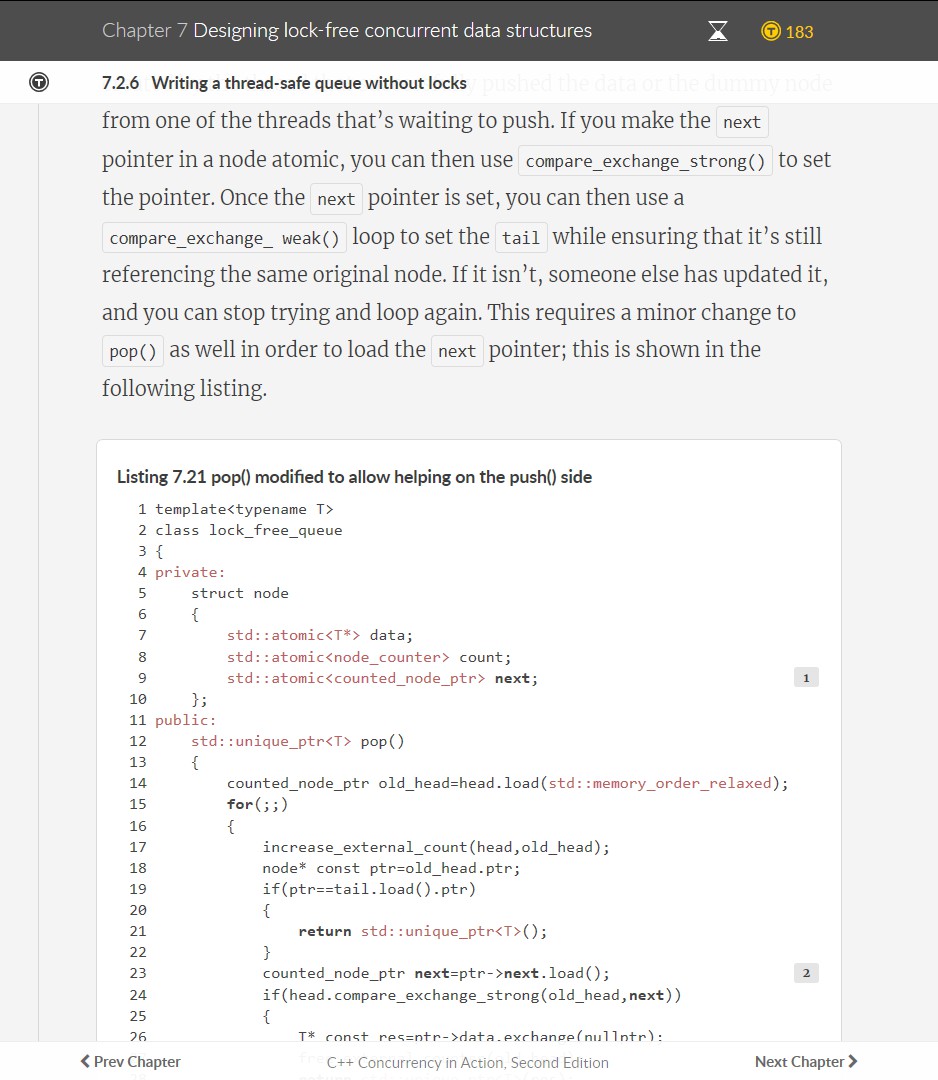 Chapter 7 Designing lock-free concurrent data structures
183
7.2.6 Writing a thread-safe queue without locks
pushed the data or the dummy node
from one of the threads that’s waiting to push. If you make the next
pointer in a node atomic, you can then use compare_exchange_strong() to set
the pointer. Once the next pointer is set, you can then use a
compare_exchange_ weak() loop to set the tail while ensuring that it’s still
referencing the same original node. If it isn’t, someone else has updated it,
and you can stop trying and loop again. This requires a minor change to
pop() as well in order to load the next pointer; this is shown in the
following listing.
Listing 7.21 pop() modified to allow helping on the push() side
1 template<typename T>
2 class lock_free_queue
3 {
4 private:
5     struct node
6     {
7         std::atomic<T*> data;
8         std::atomic<node_counter> count;
9         std::atomic<counted_node_ptr> next; 1
10     };
11 public:
12     std::unique_ptr<T> pop()
13     {
14         counted_node_ptr old_head=head.load(std::memory_order_relaxed);
15         for(;;)
16         {
17             increase_external_count(head,old_head);
18             node* const ptr=old_head.ptr;
19             if(ptr==tail.load().ptr)
20             {
21                 return std::unique_ptr<T>();
22             }
23             counted_node_ptr next=ptr->next.load(); 2
24             if(head.compare_exchange_strong(old_head,next))
25             {
26                 T* const res=ptr->data.exchange(nullptr);
Prev Chapter
C++ Concurrency in Action, Second Edition
Next Chapter